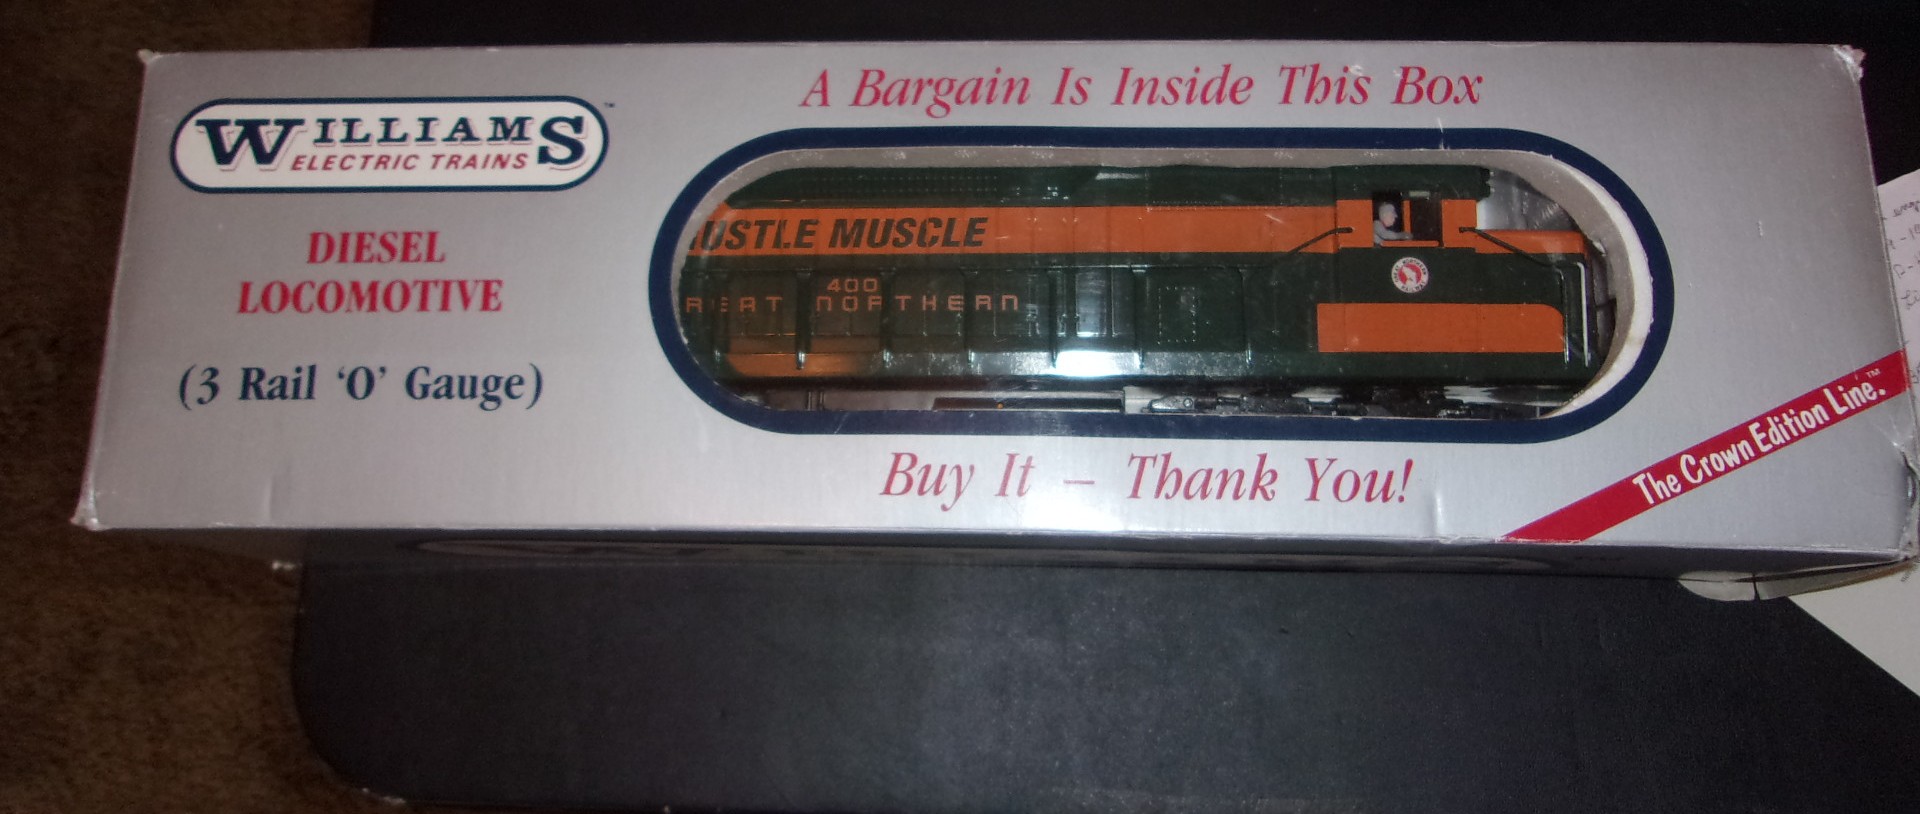 A Bargain Is Inside This Box
WILLIAMS
ELECTRIC TRAINS
DIESEL
LOCOMOTIVE
(3 Rail ‘O’ Gauge)
USTLE MUSCLE
400
REAT NORTHERN
Buy It – Thank You!
The Crown Edition Line.™